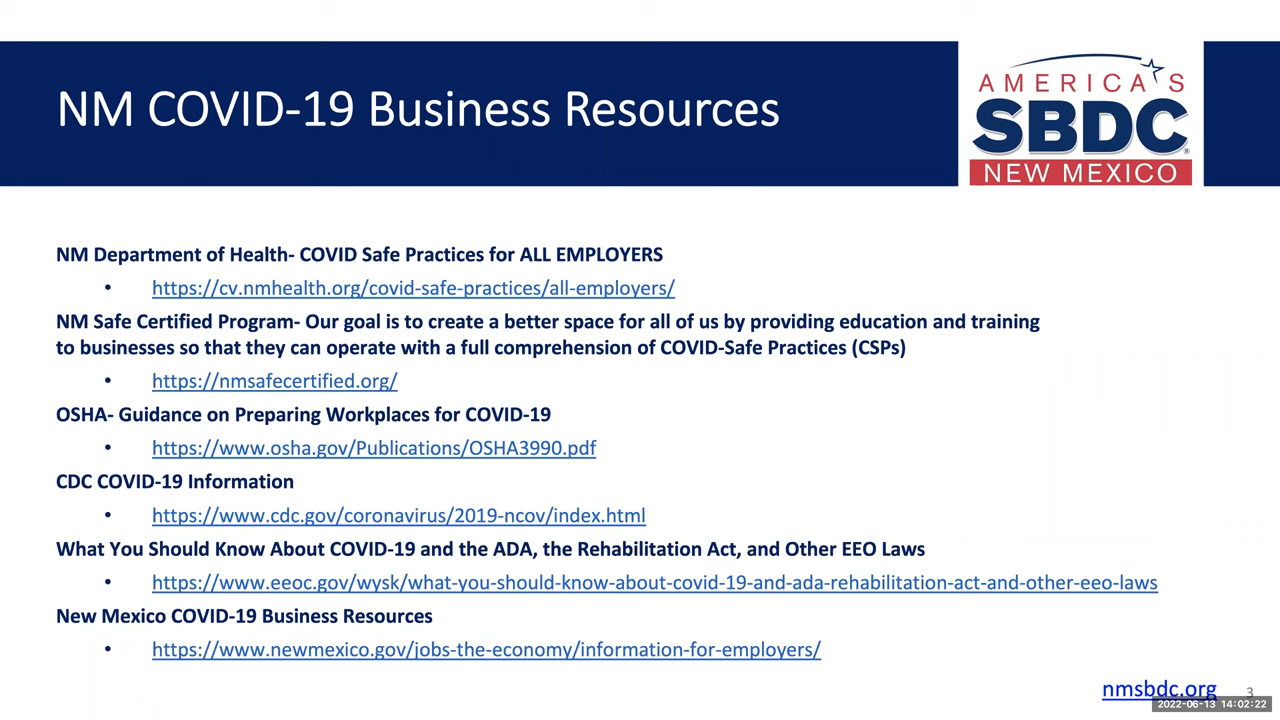 NM COVID-19 Business Resources
AMERICA'S
SBDC
®
NEW MEXICO
NM Department of Health- COVID Safe Practices for ALL EMPLOYERS
• https://cv.nmhealth.org/covid-safe-practices/all-employers/
NM Safe Certified Program- Our goal is to create a better space for all of us by providing education and training
to businesses so that they can operate with a full comprehension of COVID-Safe Practices (CSPs)
• https://nmsafecertified.org/
OSHA- Guidance on Preparing Workplaces for COVID-19
• https://www.osha.gov/Publications/OSHA3990.pdf
CDC COVID-19 Information
• https://www.cdc.gov/coronavirus/2019-ncov/index.html
What You Should Know About COVID-19 and the ADA, the Rehabilitation Act, and Other EEO Laws
• https://www.eeoc.gov/wysk/what-you-should-know-about-covid-19-and-ada-rehabilitation-act-and-other-eeo-laws
New Mexico COVID-19 Business Resources
• https://www.newmexico.gov/jobs-the-economy/information-for-employers/
nmsbdc.org 3
2022-06-13 14:02:22